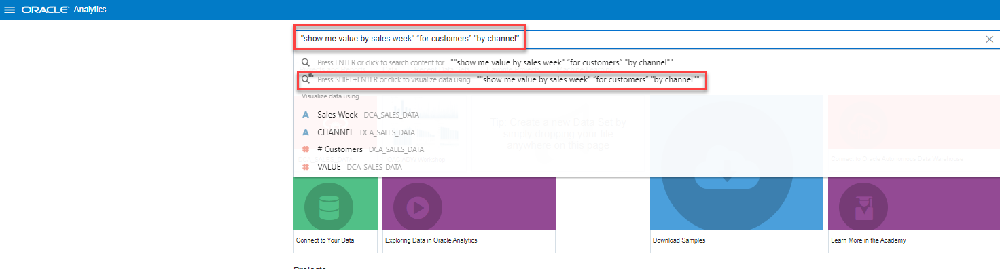 ORACLE® Analytics
"show me value by sales week" “for customers” "by channel"
Press ENTER or click to search content for ""show me value by sales week" “for customers” "by channel""
Press SHIFT+ENTER or click to visualize data using ""show me value by sales week" “for customers” "by channel""
Visualize data using
A Sales Week DCA_SALES_DATA
A CHANNEL DCA_SALES_DATA
# # Customers DCA_SALES_DATA
# VALUE DCA_SALES_DATA
Tip: Create a new Data Set by
simply dropping your file
anywhere on this page
Connect to Oracle Autonomous Data Warehouse
Connect to Your Data
Exploring Data in Oracle Analytics
Download Samples
Learn More in the Academy
Projects